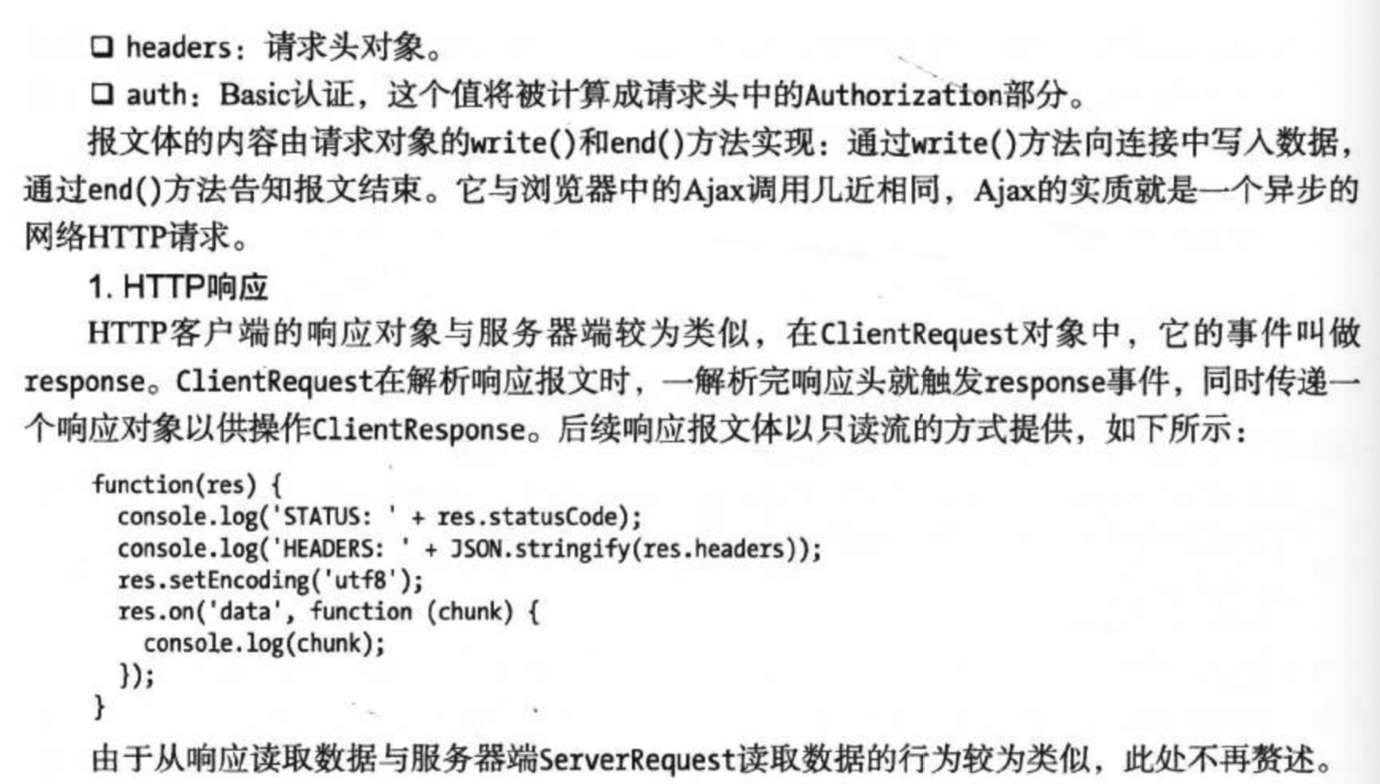 ❑ headers：请求头对象。
❑ auth：Basic认证，这个值将被计算成请求头中的Authorization部分。
报文体的内容由请求对象的write()和end()方法实现：通过write()方法向连接中写入数据，
通过end()方法告知报文结束。它与浏览器中的Ajax调用几近相同，Ajax的实质就是一个异步的
网络HTTP请求。
1. HTTP响应
HTTP客户端的响应对象与服务器端较为类似，在ClientRequest对象中，它的事件叫做
response。ClientRequest在解析响应报文时，一解析完响应头就触发response事件，同时传递一
个响应对象以供操作ClientResponse。后续响应报文体以只读流的方式提供，如下所示：
function(res) {
  console.log('STATUS: ' + res.statusCode);
  console.log('HEADERS: ' + JSON.stringify(res.headers));
  res.setEncoding('utf8');
  res.on('data', function (chunk) {
    console.log(chunk);
  });
}
由于从响应读取数据与服务器端ServerRequest读取数据的行为较为类似，此处不再赘述。